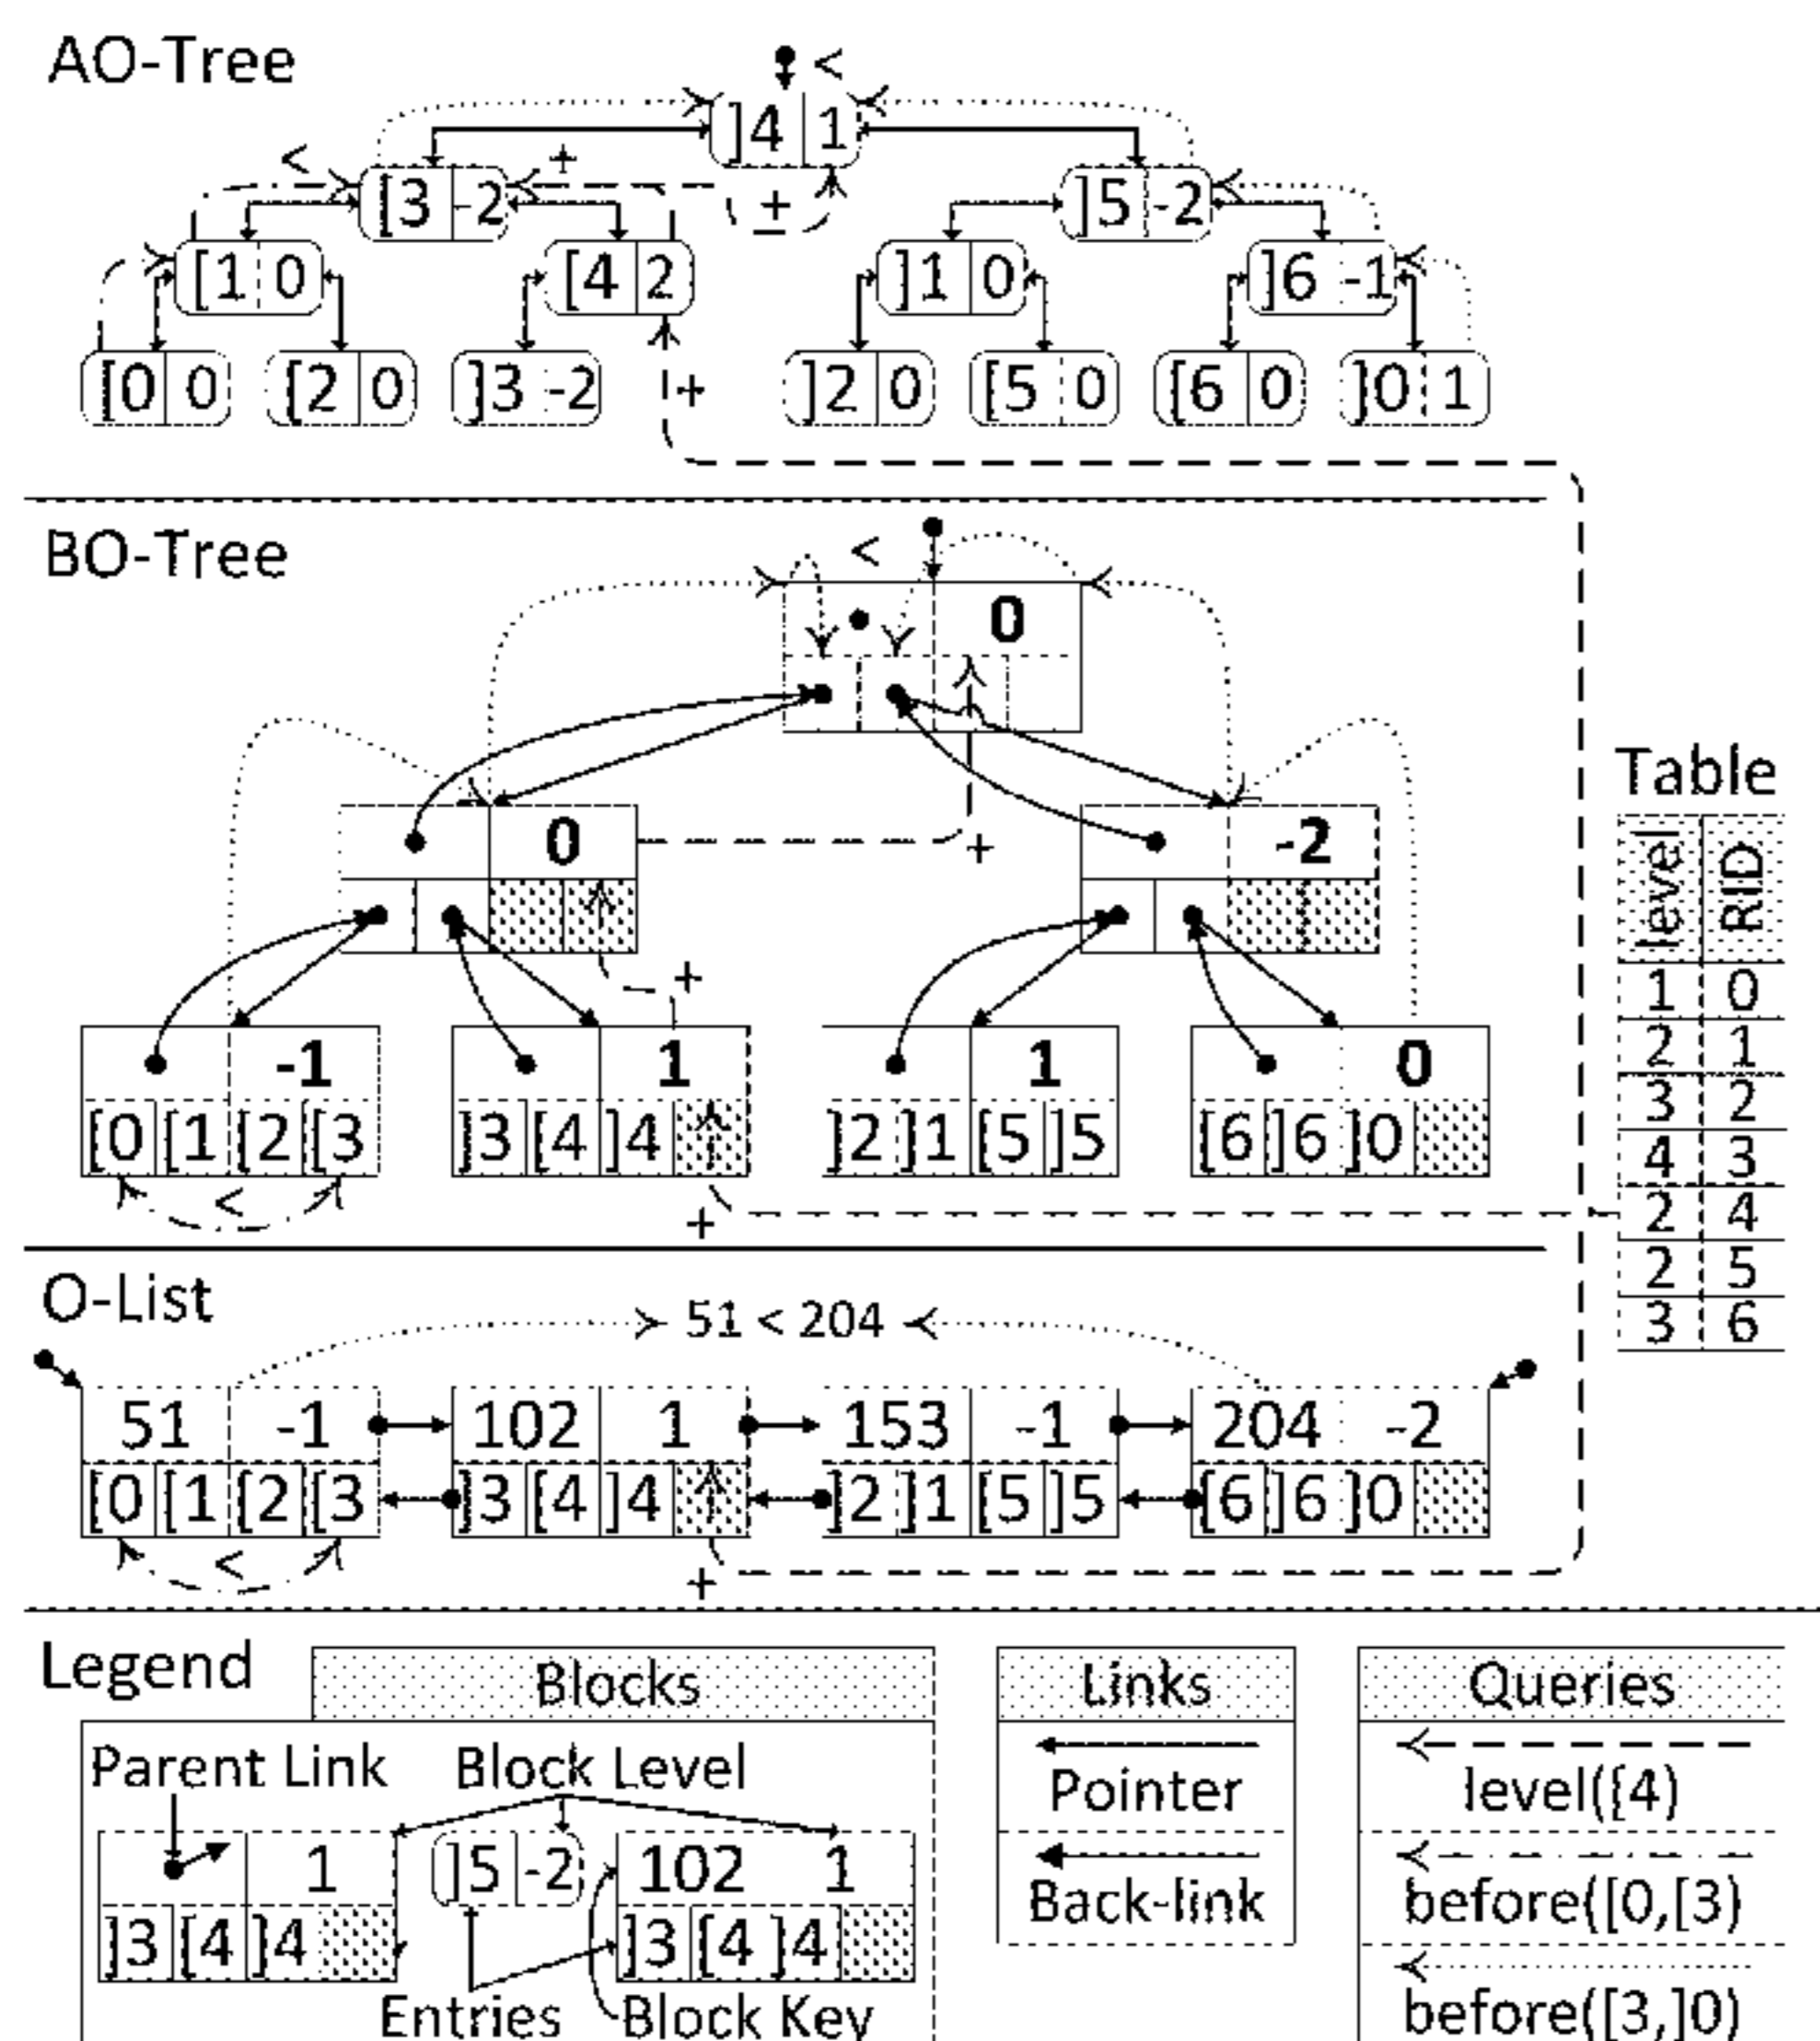 AO-Tree
<
]4 1
< +
[3 -2 ± ]5 -2
[1 0 [4 2 ]1 0 ]6 -1
[0 0 [2 0 ]3 -2 + ]2 0 [5 0 [6 0 ]0 1
BO-Tree
<
0
Table
level RID
0 + -2
1 0
2 1
3 2
4 3
2 4
2 5
3 6
+
-1 1 1 0
[0 [1 [2 [3 ]3 [4 ]4 ]2 ]1 [5 ]5 [6 ]6 ]0
< +
O-List
51 < 204
51 -1 102 1 153 -1 204 -2
[0 [1 [2 [3 ]3 [4 ]4 ]2 ]1 [5 ]5 [6 ]6 ]0
< +
Legend
Blocks
Parent Link Block Level
1 ]5 -2 102 1
]3 [4 ]4 ]3 [4 ]4
Entries Block Key
Links
Pointer
Back-link
Queries
level([4)
before([0,[3)
before([3,]0)